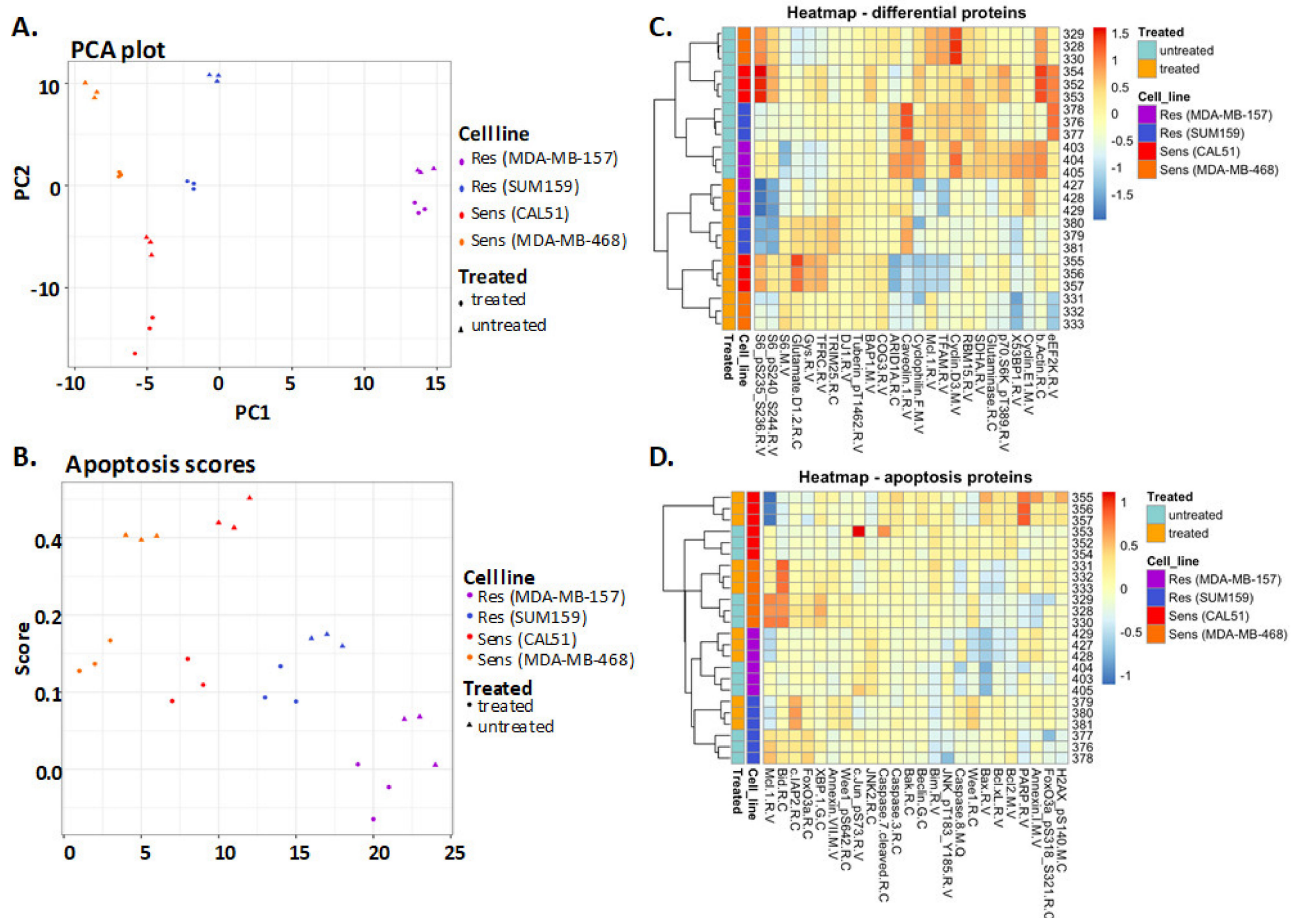 A.
PCA plot
10
0
-10
PC2
-10
-5
0
5
10
15
PC1
Cell line
Res (MDA-MB-157)
Res (SUM159)
Sens (CAL51)
Sens (MDA-MB-468)
Treated
treated
untreated
B.
Apoptosis scores
0.4
0.2
0.1
0.0
Score
0
5
10
15
20
25
Cell line
Res (MDA-MB-157)
Res (SUM159)
Sens (CAL51)
Sens (MDA-MB-468)
Treated
treated
untreated
C.
Heatmap - differential proteins
329
328
330
354
352
353
378
376
377
403
404
405
427
428
429
380
379
381
355
356
357
331
332
333
Treated
Cell_line
S6_pS235_S236.R.V
S6_pS240_S244.R.V
S6.M.V
Glutamate.D1.2.R.C
Gys.R.V
TFRC.R.V
TRIM25.R.C
DJ1.R.V
Tuberin_pT1462.R.V
BAP1.M.V
COG3.R.V
ARID1A.R.C
Caveolin.1.R.V
Cyclophilin.F.M.V
Mcl.1.R.V
TFAM.R.V
Cyclin.D3.M.V
RBM15.R.V
SDHA.R.V
Glutaminase.R.C
p70.S6K_pT389.R.V
X53BP1.R.V
Cyclin.E1.M.V
b.Actin.R.C
eEF2K.R.V
1.5
1
0.5
0
-0.5
-1
-1.5
Treated
untreated
treated
Cell_line
Res (MDA-MB-157)
Res (SUM159)
Sens (CAL51)
Sens (MDA-MB-468)
D.
Heatmap - apoptosis proteins
355
356
357
353
352
354
331
332
333
329
328
330
429
427
428
404
403
405
379
380
381
377
376
378
Treated
Cell_line
Mcl.1.R.V
Bid.R.C
c.IAP2.R.C
FoxO3a.R.C
XBP.1.G.C
Annexin.VII.M.V
Wee1_pS642.R.C
c.Jun_pS73.R.V
JNK2.R.C
Caspase.7.cleaved.R.C
Caspase.3.R.C
Bak.R.C
Beclin.G.C
Bim.R.V
JNK_pT183_Y185.R.V
Caspase.8.M.Q
Wee1.R.C
Bax.R.V
Bcl.xL.R.V
Bcl2.M.V
PARP.R.V
Annexin.I.M.V
FoxO3a_pS318_S321.R.C
H2AX_pS140.M.C
1
0.5
0
-0.5
-1
Treated
untreated
treated
Cell_line
Res (MDA-MB-157)
Res (SUM159)
Sens (CAL51)
Sens (MDA-MB-468)